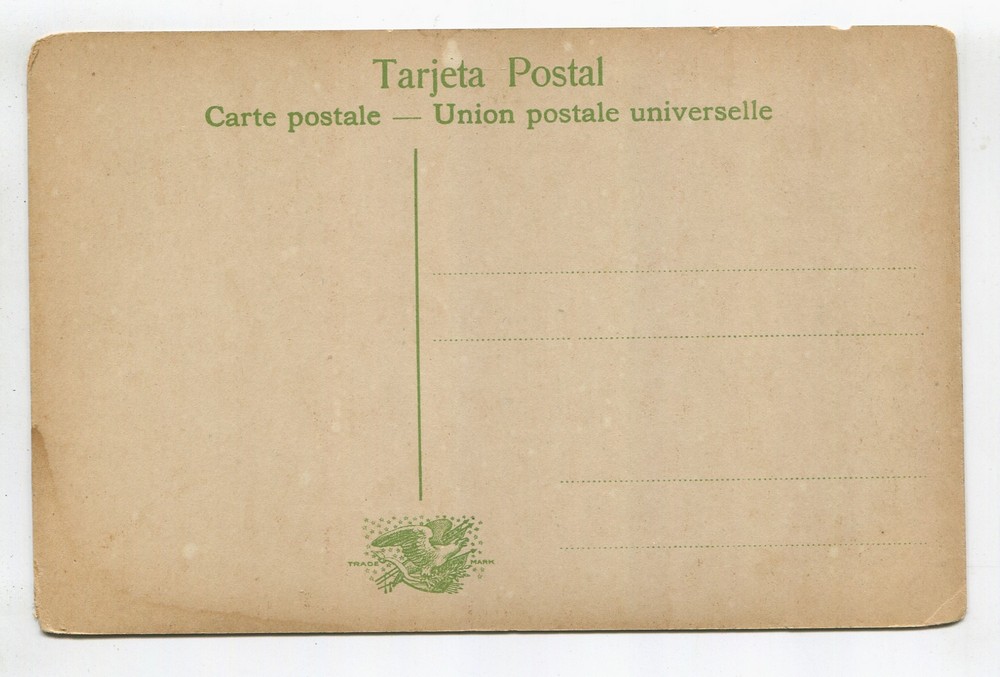 Tarjeta Postal
Carte postale — Union postale universelle
TRADE MARK